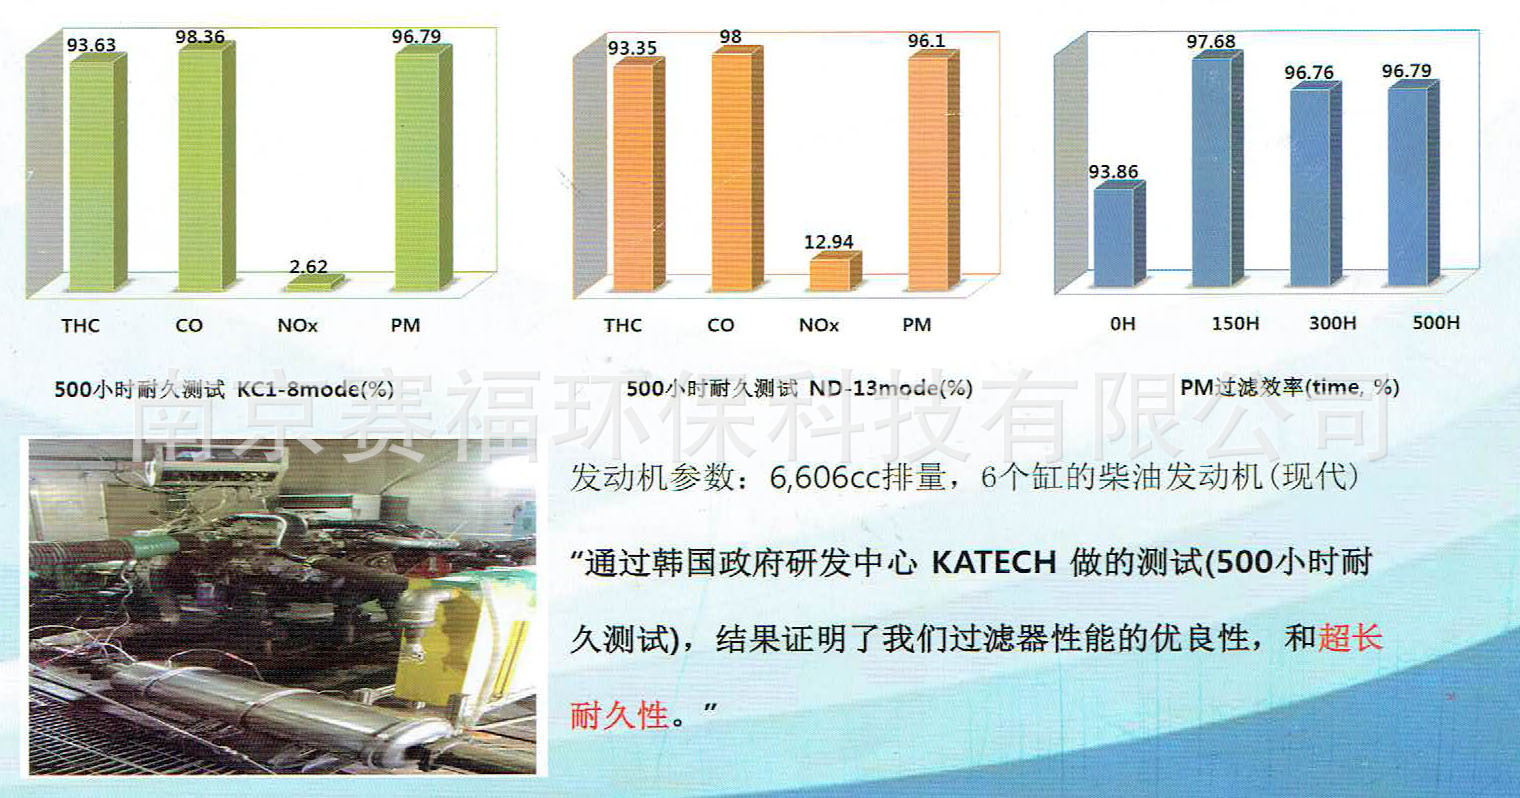 93.63
98.36
2.62
96.79
THC CO NOx PM
500小时耐久测试 KC1-8mode(%)
93.35
98
12.94
96.1
THC CO NOx PM
500小时耐久测试 ND-13mode(%)
93.86
97.68
96.76
96.79
0H 150H 300H 500H
PM过滤效率(time, %)
南京赛福环保科技有限公司
发动机参数：6,606cc排量，6个缸的柴油发动机(现代)
“通过韩国政府研发中心 KATECH 做的测试(500小时耐
久测试)，结果证明了我们过滤器性能的优良性，和超长
耐久性。”